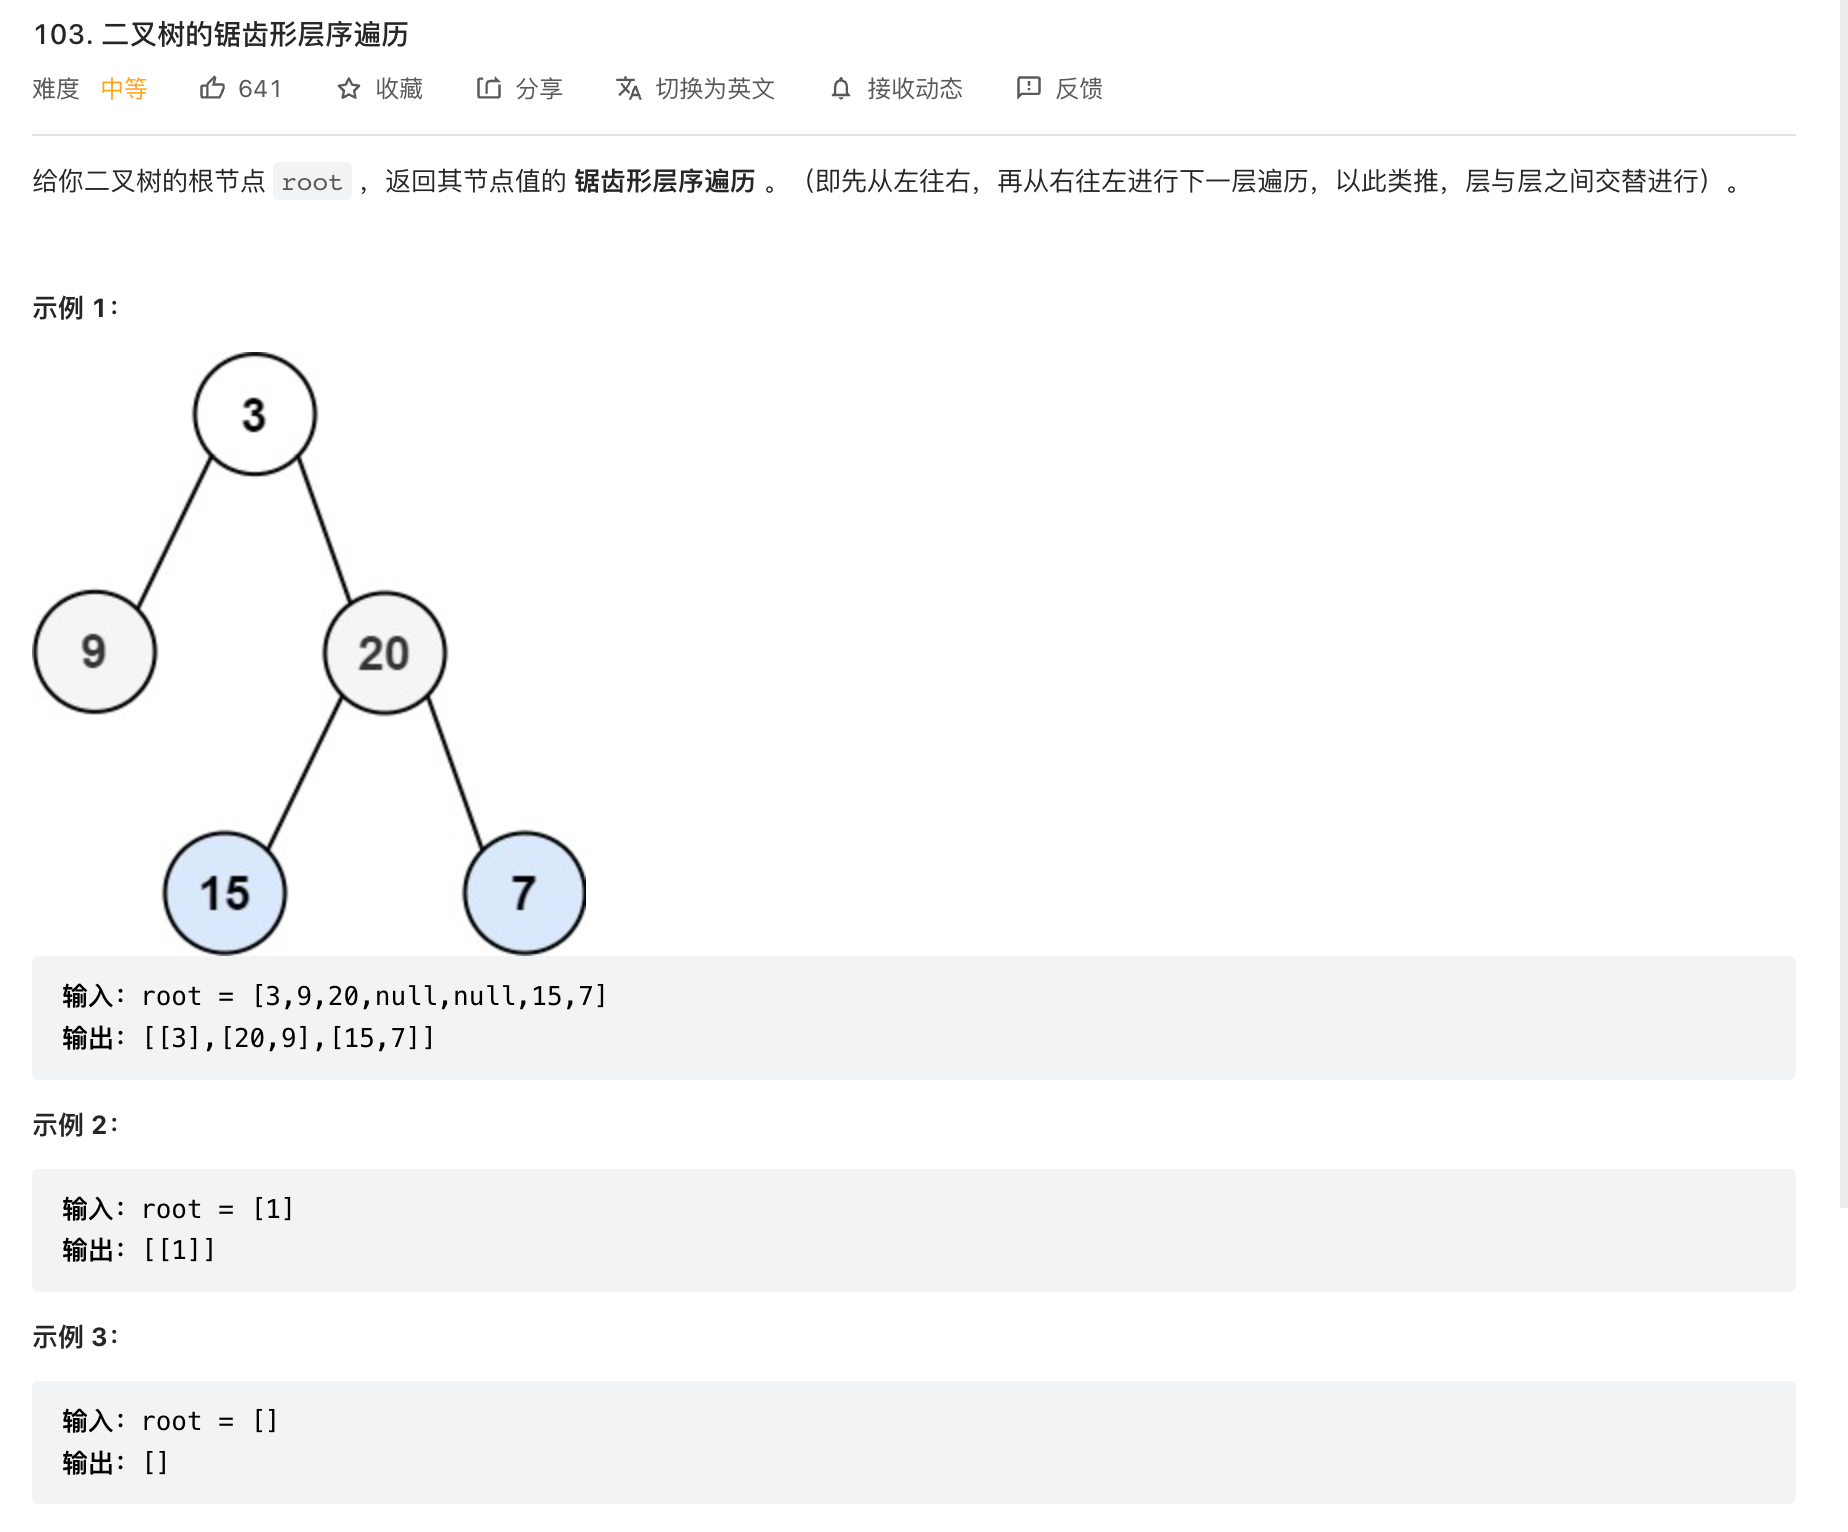 103. 二叉树的锯齿形层序遍历
难度 中等 641 收藏 分享 切换为英文 接收动态 反馈
给你二叉树的根节点 root ，返回其节点值的 锯齿形层序遍历 。（即先从左往右，再从右往左进行下一层遍历，以此类推，层与层之间交替进行）。
示例 1：
3
9 20
15 7
输入：root = [3,9,20,null,null,15,7]
输出：[[3],[20,9],[15,7]]
示例 2：
输入：root = [1]
输出：[[1]]
示例 3：
输入：root = []
输出：[]